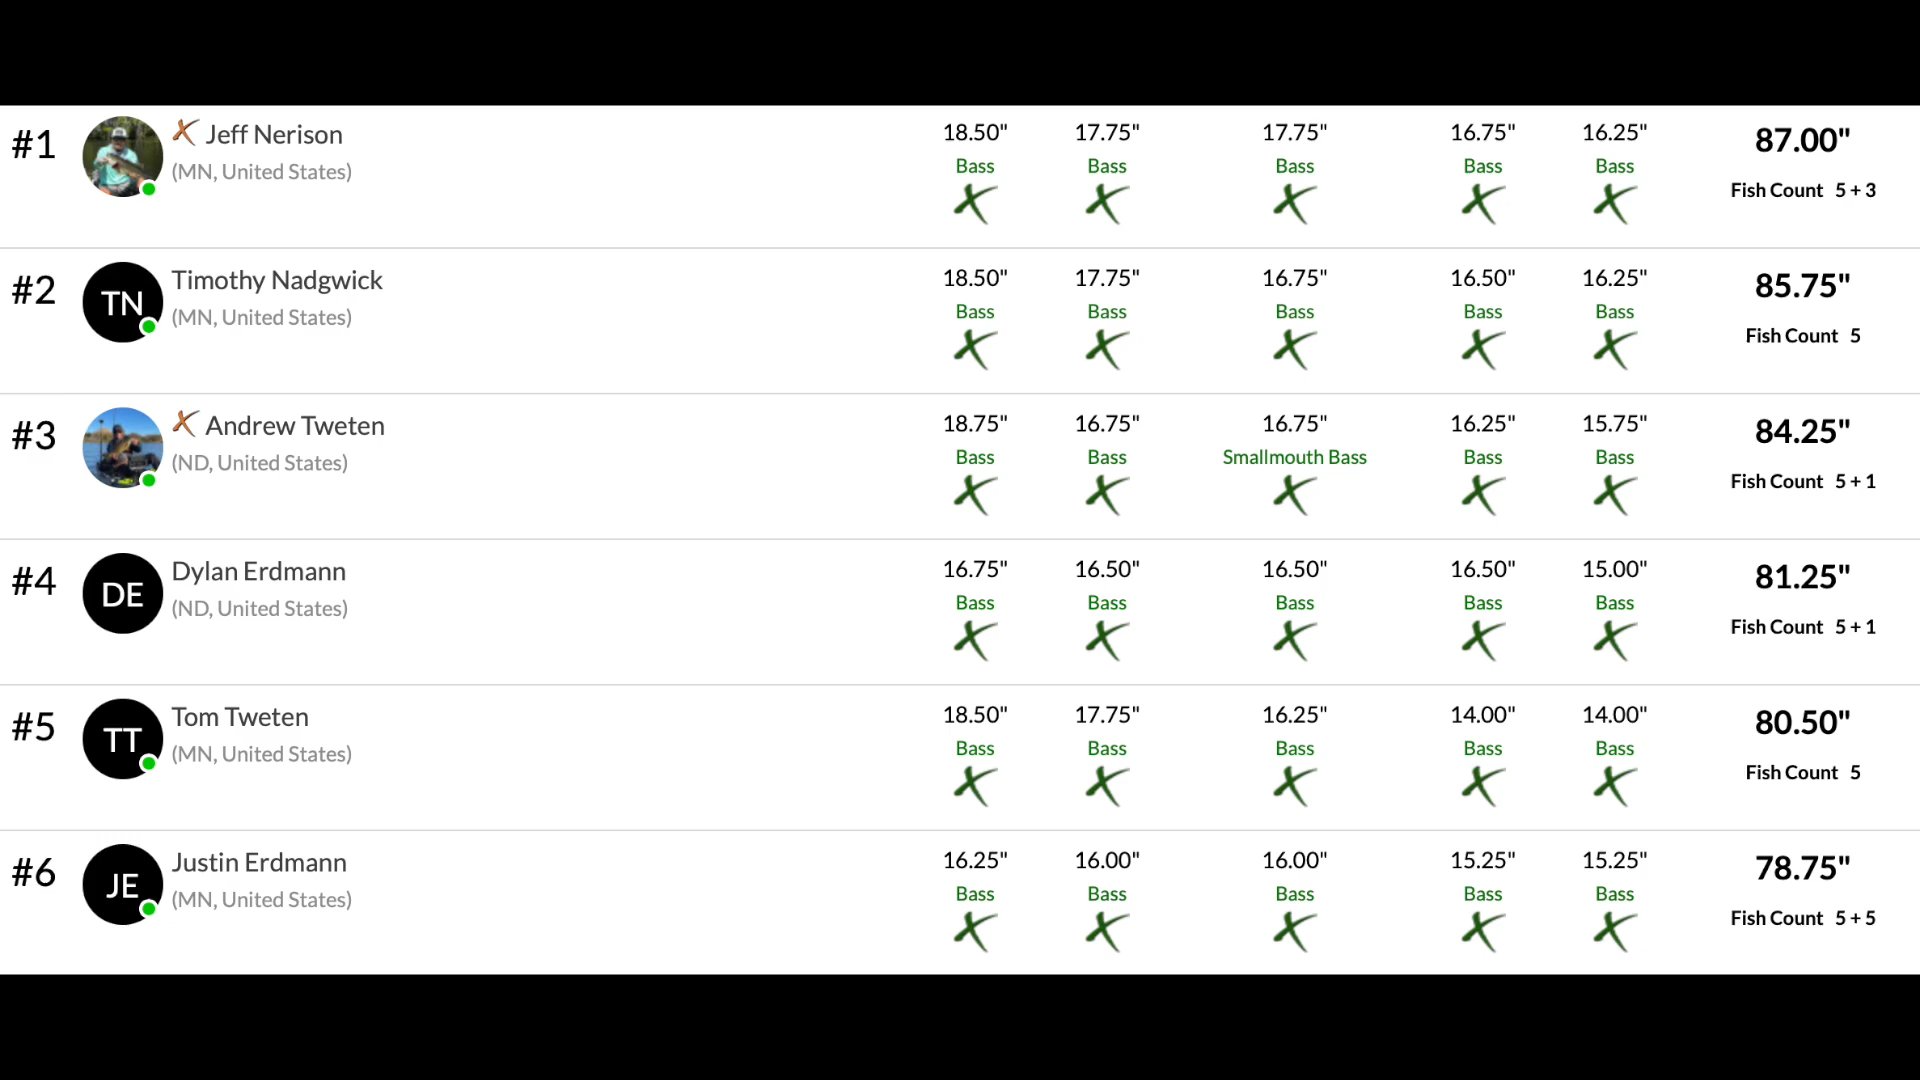 #1
Jeff Nerison
(MN, United States)
18.50" 17.75" 17.75" 16.75" 16.25"
Bass Bass Bass Bass Bass
87.00"
Fish Count 5 + 3
#2
TN
Timothy Nadgwick
(MN, United States)
18.50" 17.75" 16.75" 16.50" 16.25"
Bass Bass Bass Bass Bass
85.75"
Fish Count 5
#3
Andrew Tweten
(ND, United States)
18.75" 16.75" 16.75" 16.25" 15.75"
Bass Bass Smallmouth Bass Bass Bass
84.25"
Fish Count 5 + 1
#4
DE
Dylan Erdmann
(ND, United States)
16.75" 16.50" 16.50" 16.50" 15.00"
Bass Bass Bass Bass Bass
81.25"
Fish Count 5 + 1
#5
TT
Tom Tweten
(MN, United States)
18.50" 17.75" 16.25" 14.00" 14.00"
Bass Bass Bass Bass Bass
80.50"
Fish Count 5
#6
JE
Justin Erdmann
(MN, United States)
16.25" 16.00" 16.00" 15.25" 15.25"
Bass Bass Bass Bass Bass
78.75"
Fish Count 5 + 5